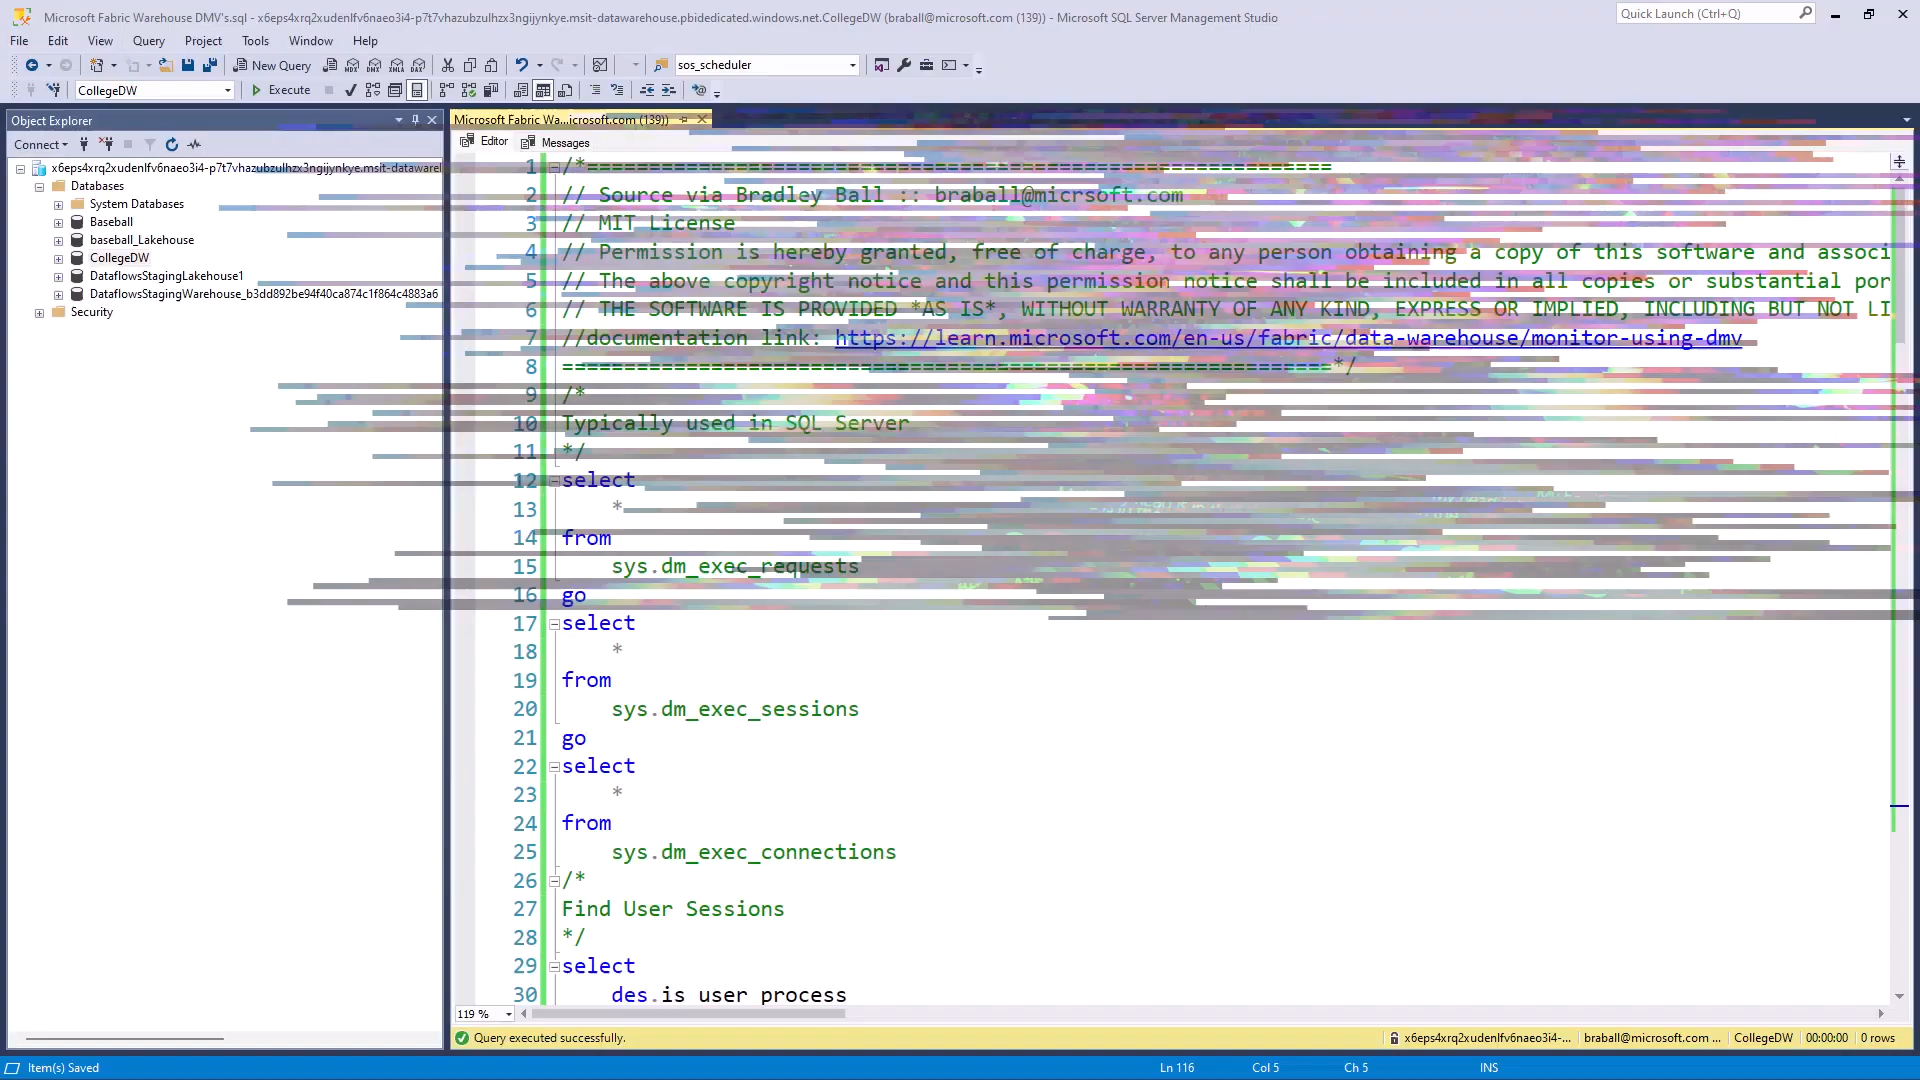 Microsoft Fabric Warehouse DMV's.sql - x6eps4xrq2xudenlfv6naeo3i4-p7t7vhazubzulhzx3ngijynkye.msit-datawarehouse.pbidedicated.windows.net.CollegeDW (braball@microsoft.com (139)) - Microsoft SQL Server Management Studio
Quick Launch (Ctrl+Q)
File Edit View Query Project Tools Window Help
New Query
MDX DMX XMLA DAX
sos_scheduler
CollegeDW
Execute
Object Explorer
Connect
x6eps4xrq2xudenlfv6naeo3i4-p7t7vhazubzulhzx3ngijynkye.msit-datawarel
Databases
System Databases
Baseball
baseball_Lakehouse
CollegeDW
DataflowsStagingLakehouse1
DataflowsStagingWarehouse_b3dd892be94f40ca874c1f864c4883a6
Security
Microsoft Fabric Wa...icrosoft.com (139))
Editor Messages
1 /*============================================================
2 // Source via Bradley Ball :: braball@micrsoft.com
3 // MIT License
4 // Permission is hereby granted, free of charge, to any person obtaining a copy of this software and associ
5 // The above copyright notice and this permission notice shall be included in all copies or substantial por
6 // THE SOFTWARE IS PROVIDED *AS IS*, WITHOUT WARRANTY OF ANY KIND, EXPRESS OR IMPLIED, INCLUDING BUT NOT LI
7 //documentation link: https://learn.microsoft.com/en-us/fabric/data-warehouse/monitor-using-dmv
8 ==============================================================*/
9 /*
10 Typically used in SQL Server
11 */
12 select
13 *
14 from
15 sys.dm_exec_requests
16 go
17 select
18 *
19 from
20 sys.dm_exec_sessions
21 go
22 select
23 *
24 from
25 sys.dm_exec_connections
26 /*
27 Find User Sessions
28 */
29 select
30 des.is_user_process
119 %
Query executed successfully.
x6eps4xrq2xudenlfv6naeo3i4-... braball@microsoft.com ... CollegeDW 00:00:00 0 rows
Item(s) Saved
Ln 116 Col 5 Ch 5 INS